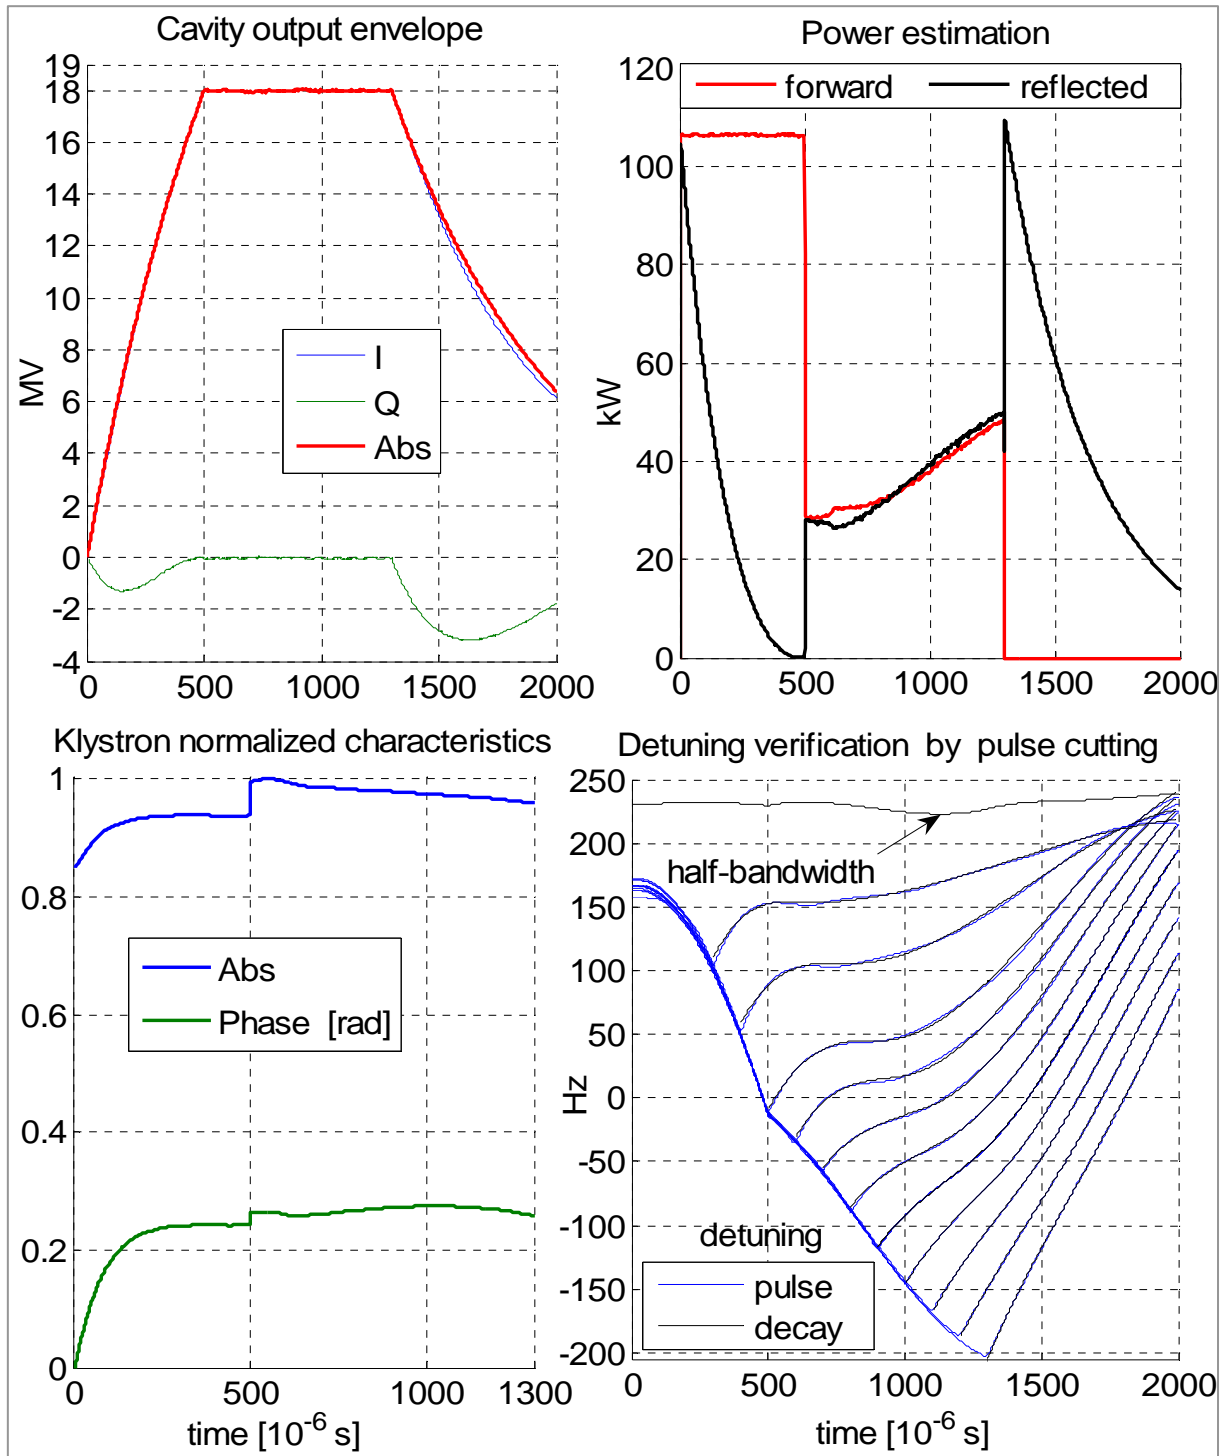 Cavity output envelope
19
18
16
14
12
10
8
6
4
2
0
-2
-4
MV
I
Q
Abs
0 500 1000 1500 2000
Power estimation
120
100
80
60
40
20
0
kW
forward reflected
0 500 1000 1500 2000
Klystron normalized characteristics
1
0.8
0.6
0.4
0.2
0
Abs
Phase [rad]
0 500 1000 1300
time [10⁻⁶ s]
Detuning verification by pulse cutting
250
200
150
100
50
0
-50
-100
-150
-200
Hz
half-bandwidth
detuning
pulse
decay
0 500 1000 1500 2000
time [10⁻⁶ s]